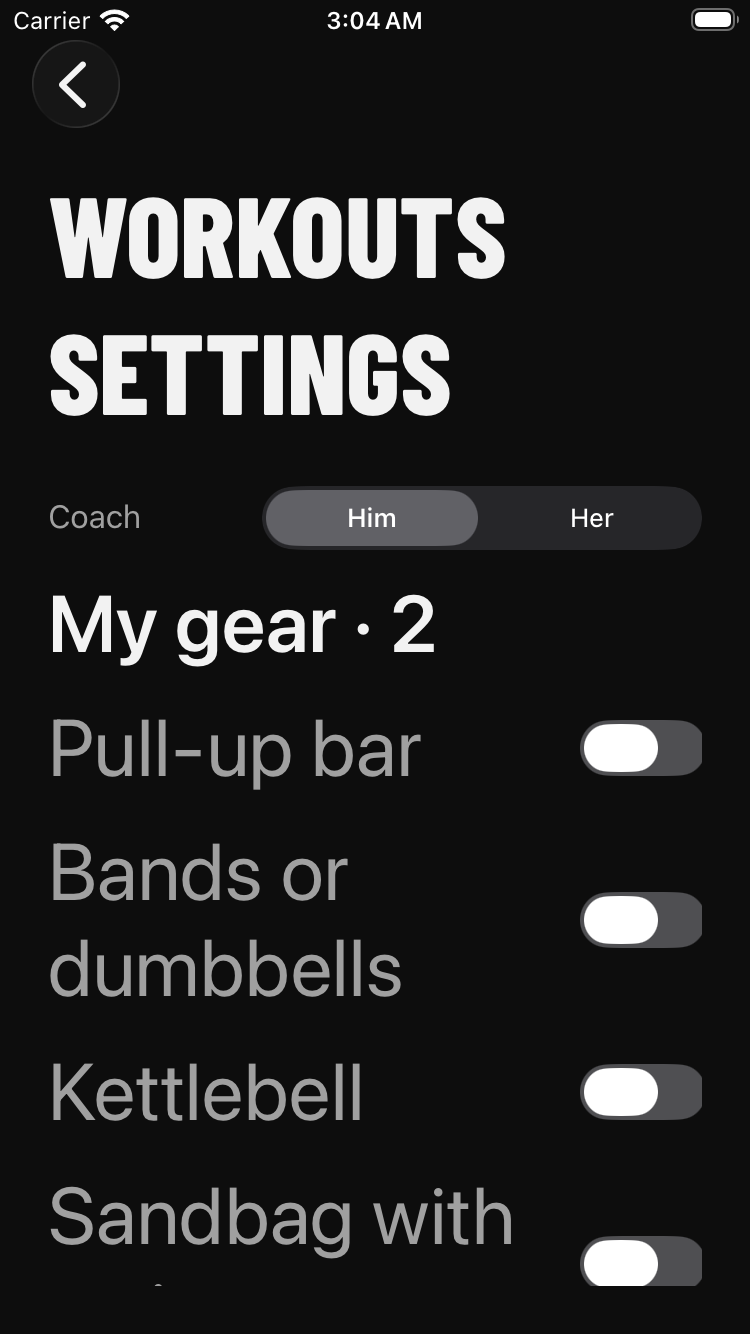 Carrier 3:04 AM
WORKOUTS
SETTINGS
Coach Him Her
My gear · 2
Pull-up bar
Bands or
dumbbells
Kettlebell
Sandbag with